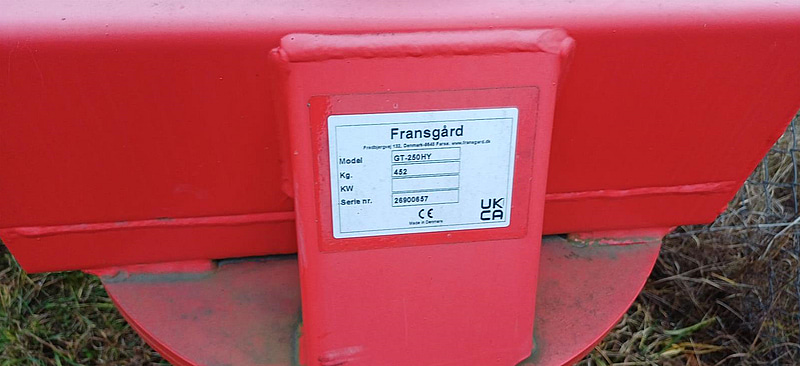 Fransgård
Fredbjergvej 132, Denmark-9640 Farsø, www.fransgard.dk
Model GT-250HY
Kg. 452
KW
Serie nr. 26900657
CE
Made in Denmark
UK
CA